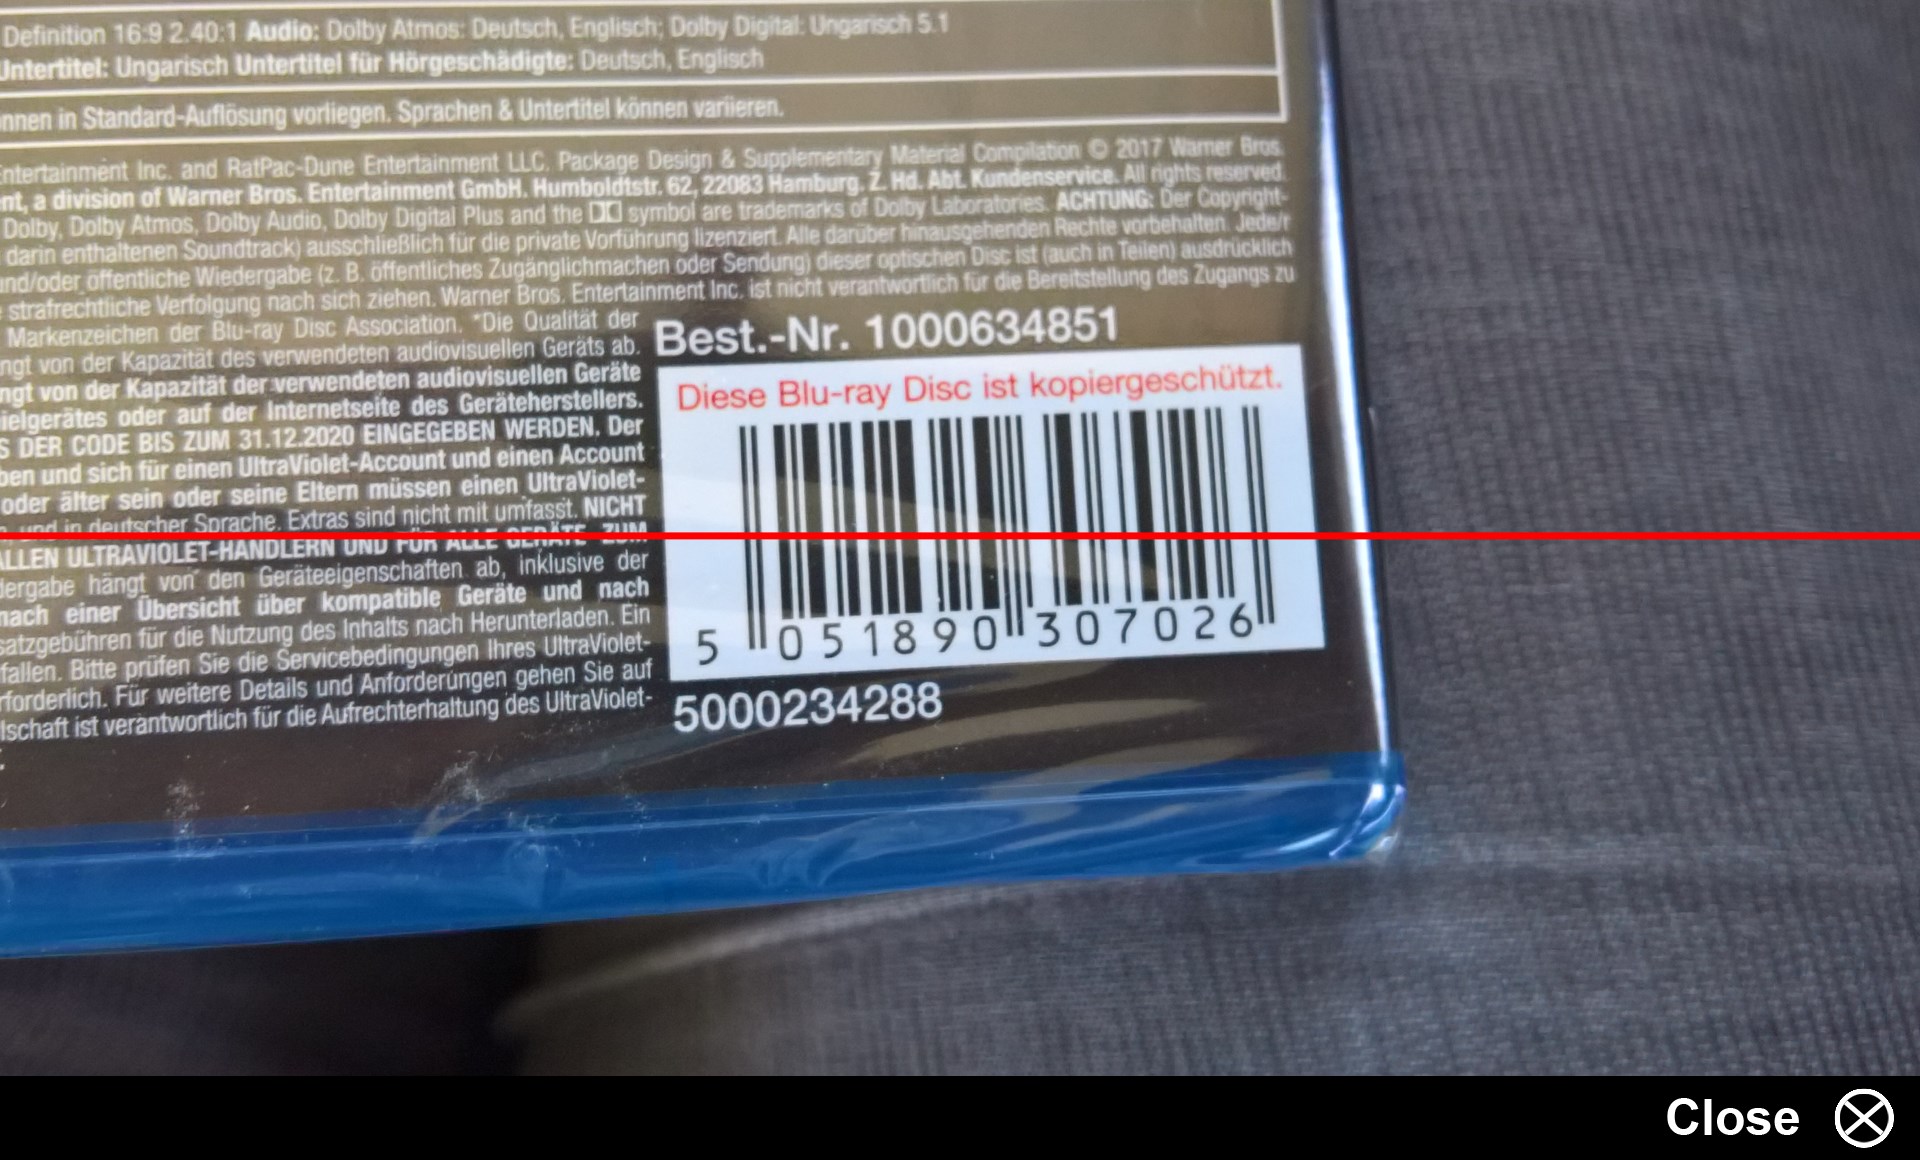 Definition 16:9 2.40:1 Audio: Dolby Atmos: Deutsch, Englisch; Dolby Digital: Ungarisch 5.1
Untertitel: Ungarisch Untertitel für Hörgeschädigte: Deutsch, Englisch
nnen in Standard-Auflösung vorliegen. Sprachen & Untertitel können variieren.
Entertainment Inc. and RatPac-Dune Entertainment LLC. Package Design & Supplementary Material Compilation © 2017 Warner Bros.
nt, a division of Warner Bros. Entertainment GmbH. Humboldtstr. 62, 22083 Hamburg. Z. Hd. Abt. Kundenservice. All rights reserved.
Dolby, Dolby Atmos, Dolby Audio, Dolby Digital Plus and the symbol are trademarks of Dolby Laboratories. ACHTUNG: Der Copyright-
darin enthaltenen Soundtrack) ausschließlich für die private Vorführung lizenziert. Alle darüber hinausgehenden Rechte vorbehalten. Jede/r
und/oder öffentliche Wiedergabe (z. B. öffentliches Zugänglichmachen oder Sendung) dieser optischen Disc ist (auch in Teilen) ausdrücklich
strafrechtliche Verfolgung nach sich ziehen. Warner Bros. Entertainment Inc. ist nicht verantwortlich für die Bereitstellung des Zugangs zu
Markenzeichen der Blu-ray Disc Association. *Die Qualität der
ngt von der Kapazität des verwendeten audiovisuellen Geräts ab.
ngt von der Kapazität der verwendeten audiovisuellen Geräte
ielgerätes oder auf der Internetseite des Geräteherstellers.
S DER CODE BIS ZUM 31.12.2020 EINGEGEBEN WERDEN. Der
ben und sich für einen UltraViolet-Account und einen Account
oder älter sein oder seine Eltern müssen einen UltraViolet-
und in deutscher Sprache. Extras sind nicht mit umfasst. NICHT
ALLEN ULTRAVIOLET-HÄNDLERN UND FÜR ALLE GERÄTE ZUM
dergabe hängt von den Geräteeigenschaften ab, inklusive der
nach einer Übersicht über kompatible Geräte und nach
satzgebühren für die Nutzung des Inhalts nach Herunterladen. Ein
fallen. Bitte prüfen Sie die Servicebedingungen Ihres UltraViolet-
rforderlich. Für weitere Details und Anforderungen gehen Sie auf
lschaft ist verantwortlich für die Aufrechterhaltung des UltraViolet-
Best.-Nr. 1000634851
Diese Blu-ray Disc ist kopiergeschützt.
5 051890 307026
5000234288
Close